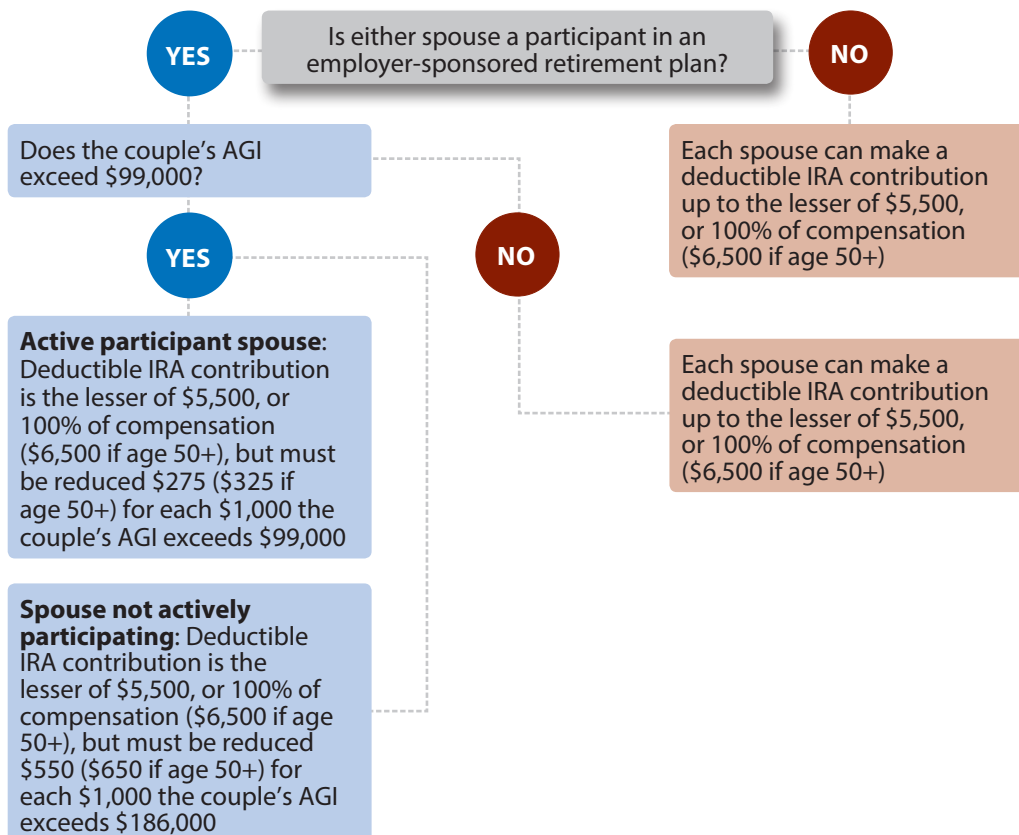 Is either spouse a participant in an
employer-sponsored retirement plan?
YES
NO
Does the couple's AGI
exceed $99,000?
Each spouse can make a
deductible IRA contribution
up to the lesser of $5,500,
or 100% of compensation
($6,500 if age 50+)
YES
NO
Active participant spouse:
Deductible IRA contribution
is the lesser of $5,500, or
100% of compensation
($6,500 if age 50+), but must
be reduced $275 ($325 if
age 50+) for each $1,000 the
couple's AGI exceeds $99,000
Each spouse can make a
deductible IRA contribution
up to the lesser of $5,500,
or 100% of compensation
($6,500 if age 50+)
Spouse not actively
participating: Deductible
IRA contribution is the
lesser of $5,500, or 100% of
compensation ($6,500 if age
50+), but must be reduced
$550 ($650 if age 50+) for
each $1,000 the couple's AGI
exceeds $186,000